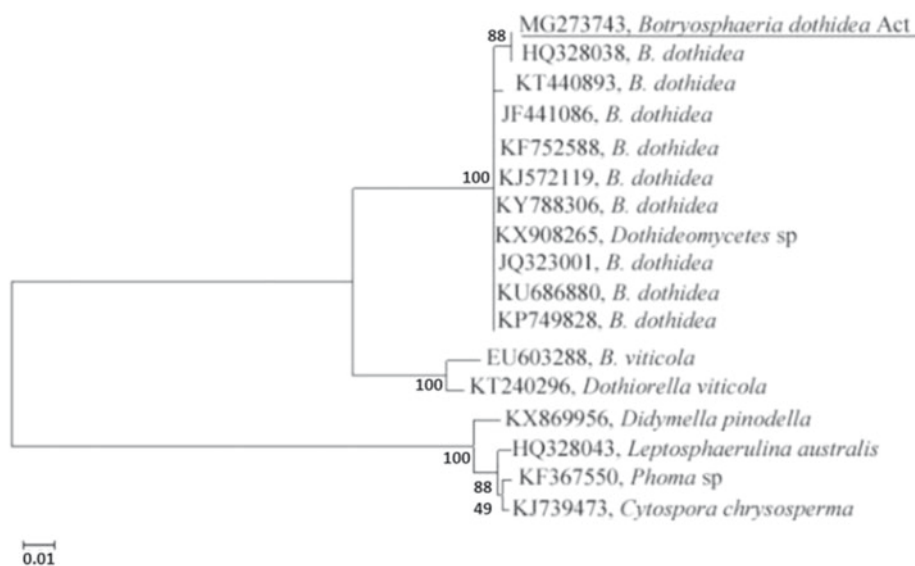 MG273743, Botryosphaeria dothidea Act
88
HQ328038, B. dothidea
KT440893, B. dothidea
JF441086, B. dothidea
KF752588, B. dothidea
100
KJ572119, B. dothidea
KY788306, B. dothidea
KX908265, Dothideomycetes sp
JQ323001, B. dothidea
KU686880, B. dothidea
KP749828, B. dothidea
EU603288, B. viticola
100
KT240296, Dothiorella viticola
KX869956, Didymella pinodella
100
HQ328043, Leptosphaerulina australis
KF367550, Phoma sp
88
49
KJ739473, Cytospora chrysosperma
0.01